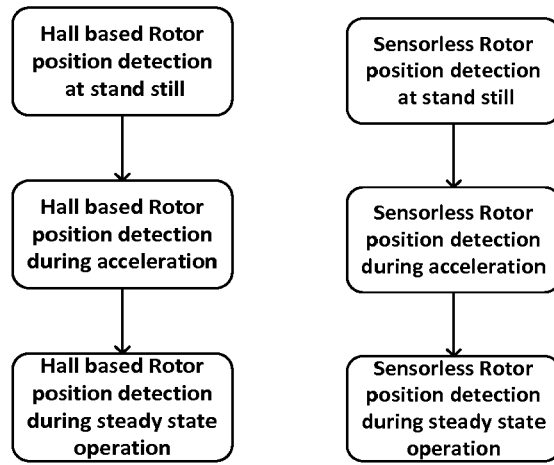 Hall based Rotor
position detection
at stand still
Hall based Rotor
position detection
during acceleration
Hall based Rotor
position detection
during steady state
operation
Sensorless Rotor
position detection
at stand still
Sensorless Rotor
position detection
during acceleration
Sensorless Rotor
position detection
during steady state
operation